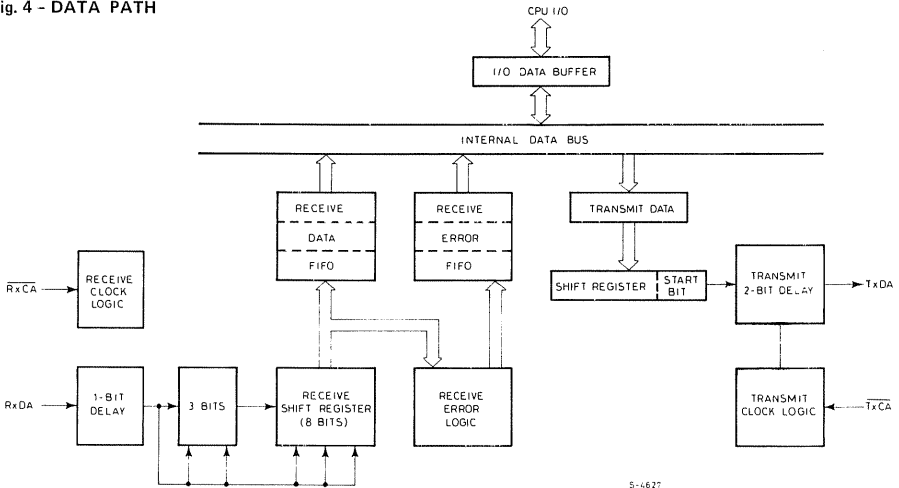 ig. 4 - DATA PATH
CPU I/O
I/O DATA BUFFER
INTERNAL DATA BUS
RECEIVE
DATA
FIFO
RECEIVE
ERROR
FIFO
TRANSMIT DATA
SHIFT REGISTER
START
BIT
TRANSMIT
2-BIT DELAY
TxDA
RxCA
RECEIVE
CLOCK
LOGIC
RxDA
1-BIT
DELAY
3 BITS
RECEIVE
SHIFT REGISTER
(8 BITS)
RECEIVE
ERROR
LOGIC
TRANSMIT
CLOCK LOGIC
TxCA
S-4627